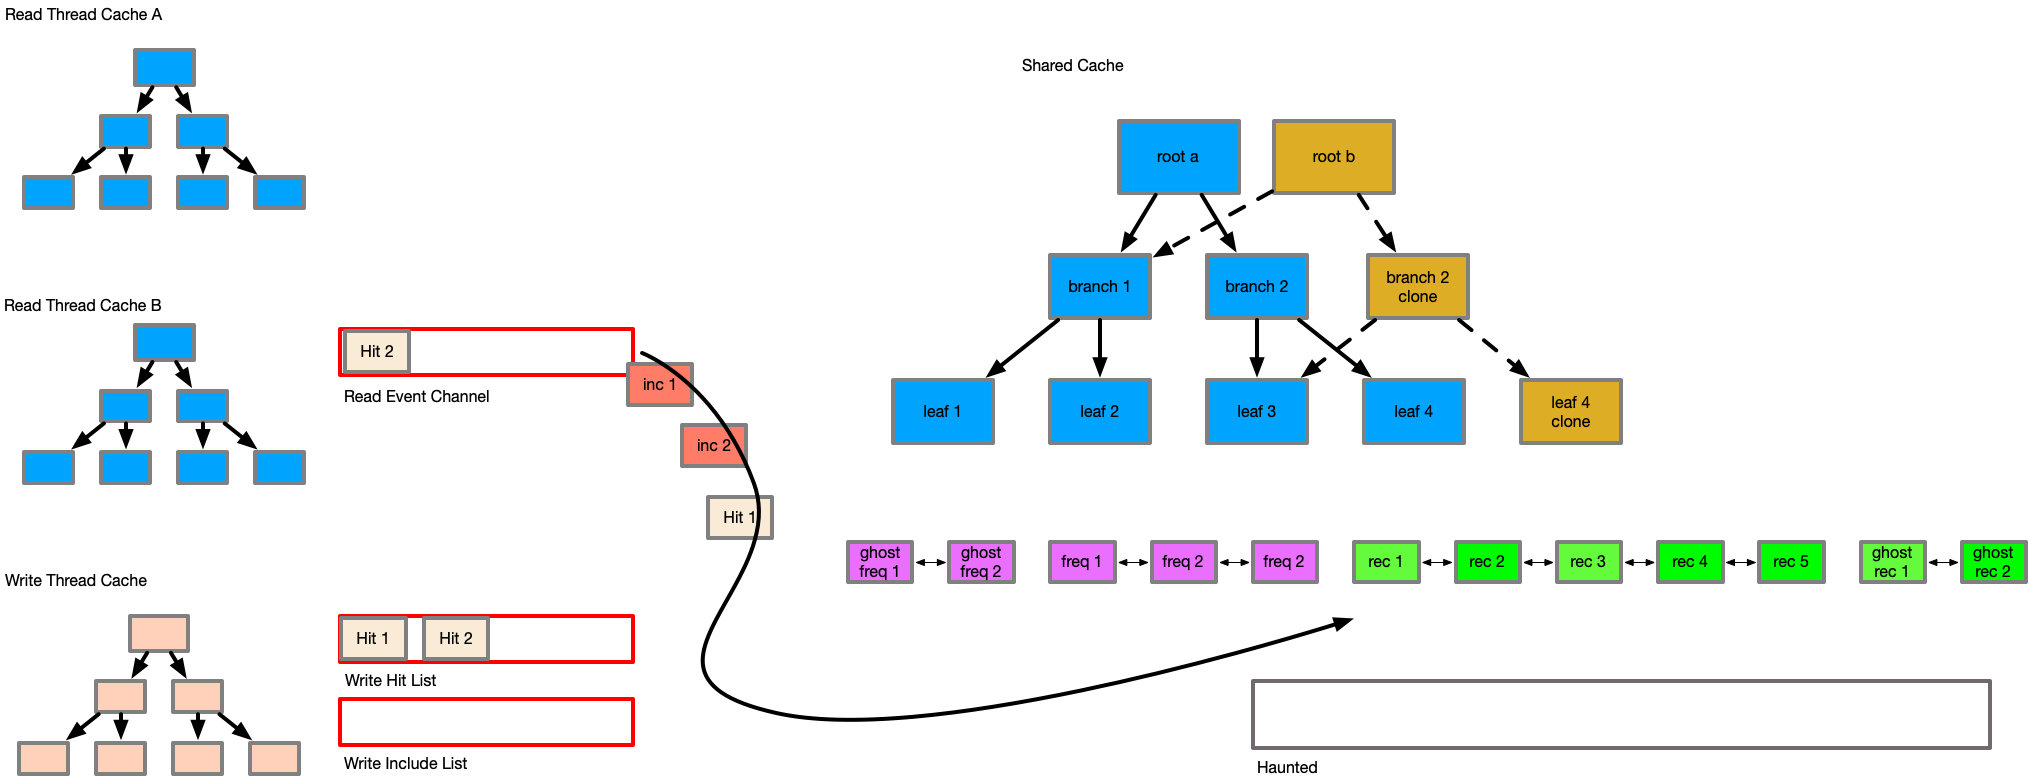 Read Thread Cache A
Shared Cache
root a
root b
branch 1
branch 2
branch 2
clone
leaf 1
leaf 2
leaf 3
leaf 4
leaf 4
clone
Read Thread Cache B
Hit 2
Read Event Channel
inc 1
inc 2
Hit 1
ghost
freq 1
ghost
freq 2
freq 1
freq 2
freq 2
rec 1
rec 2
rec 3
rec 4
rec 5
ghost
rec 1
ghost
rec 2
Write Thread Cache
Hit 1
Hit 2
Write Hit List
Write Include List
Haunted